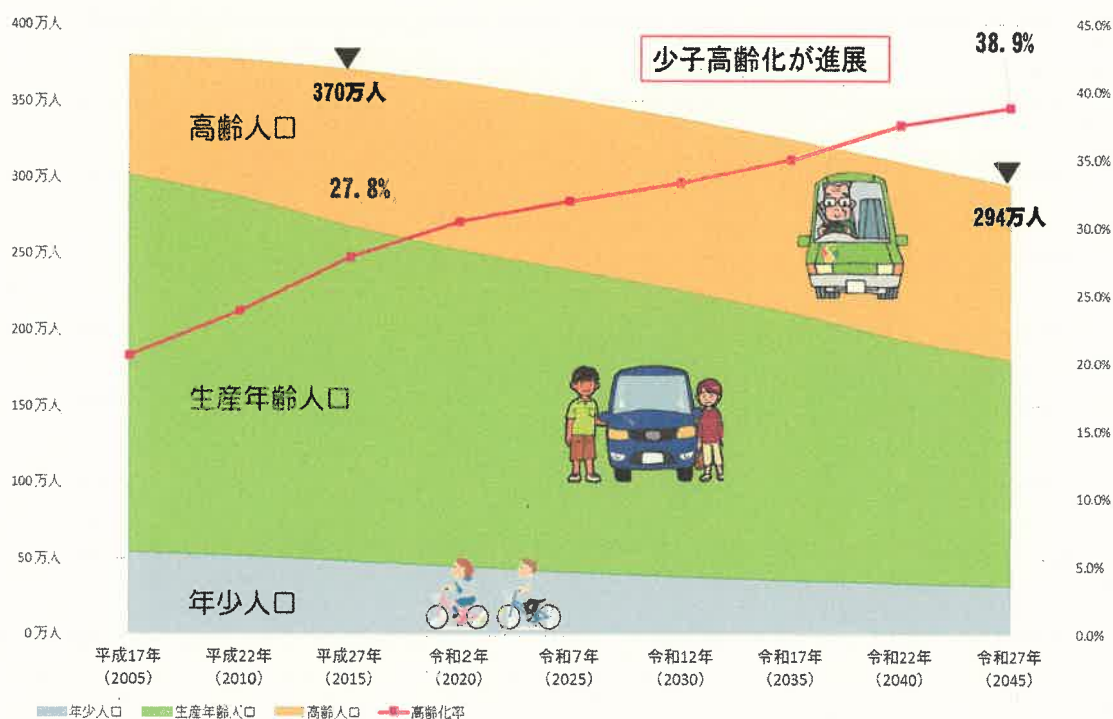 400万人
350万人
300万人
250万人
200万人
150万人
100万人
50万人
0万人
45.0%
40.0%
35.0%
30.0%
25.0%
20.0%
15.0%
10.0%
5.0%
0.0%
少子高齢化が進展
38.9%
370万人
高齢人口
27.8%
294万人
生産年齢人口
年少人口
平成17年
(2005)
平成22年
(2010)
平成27年
(2015)
令和2年
(2020)
令和7年
(2025)
令和12年
(2030)
令和17年
(2035)
令和22年
(2040)
令和27年
(2045)
年少人口 生産年齢人口 高齢人口 高齢化率